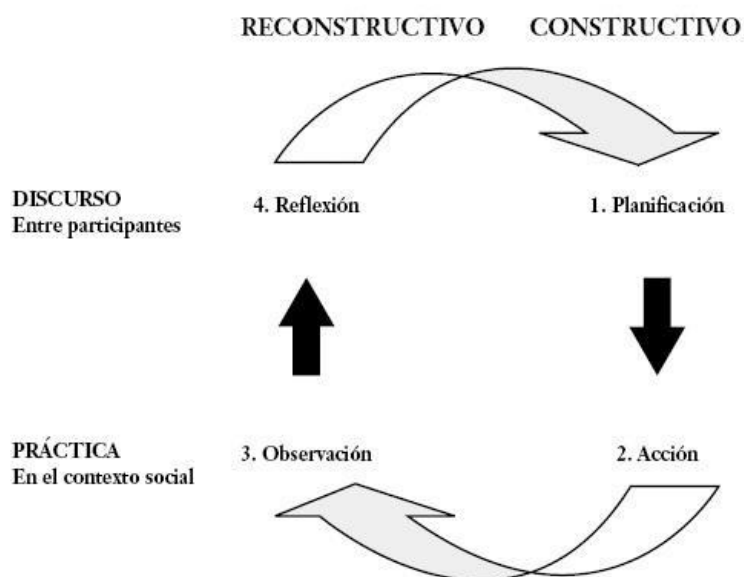 RECONSTRUCTIVO CONSTRUCTIVO
DISCURSO
Entre participantes
4. Reflexión
1. Planificación
PRÁCTICA
En el contexto social
3. Observación
2. Acción